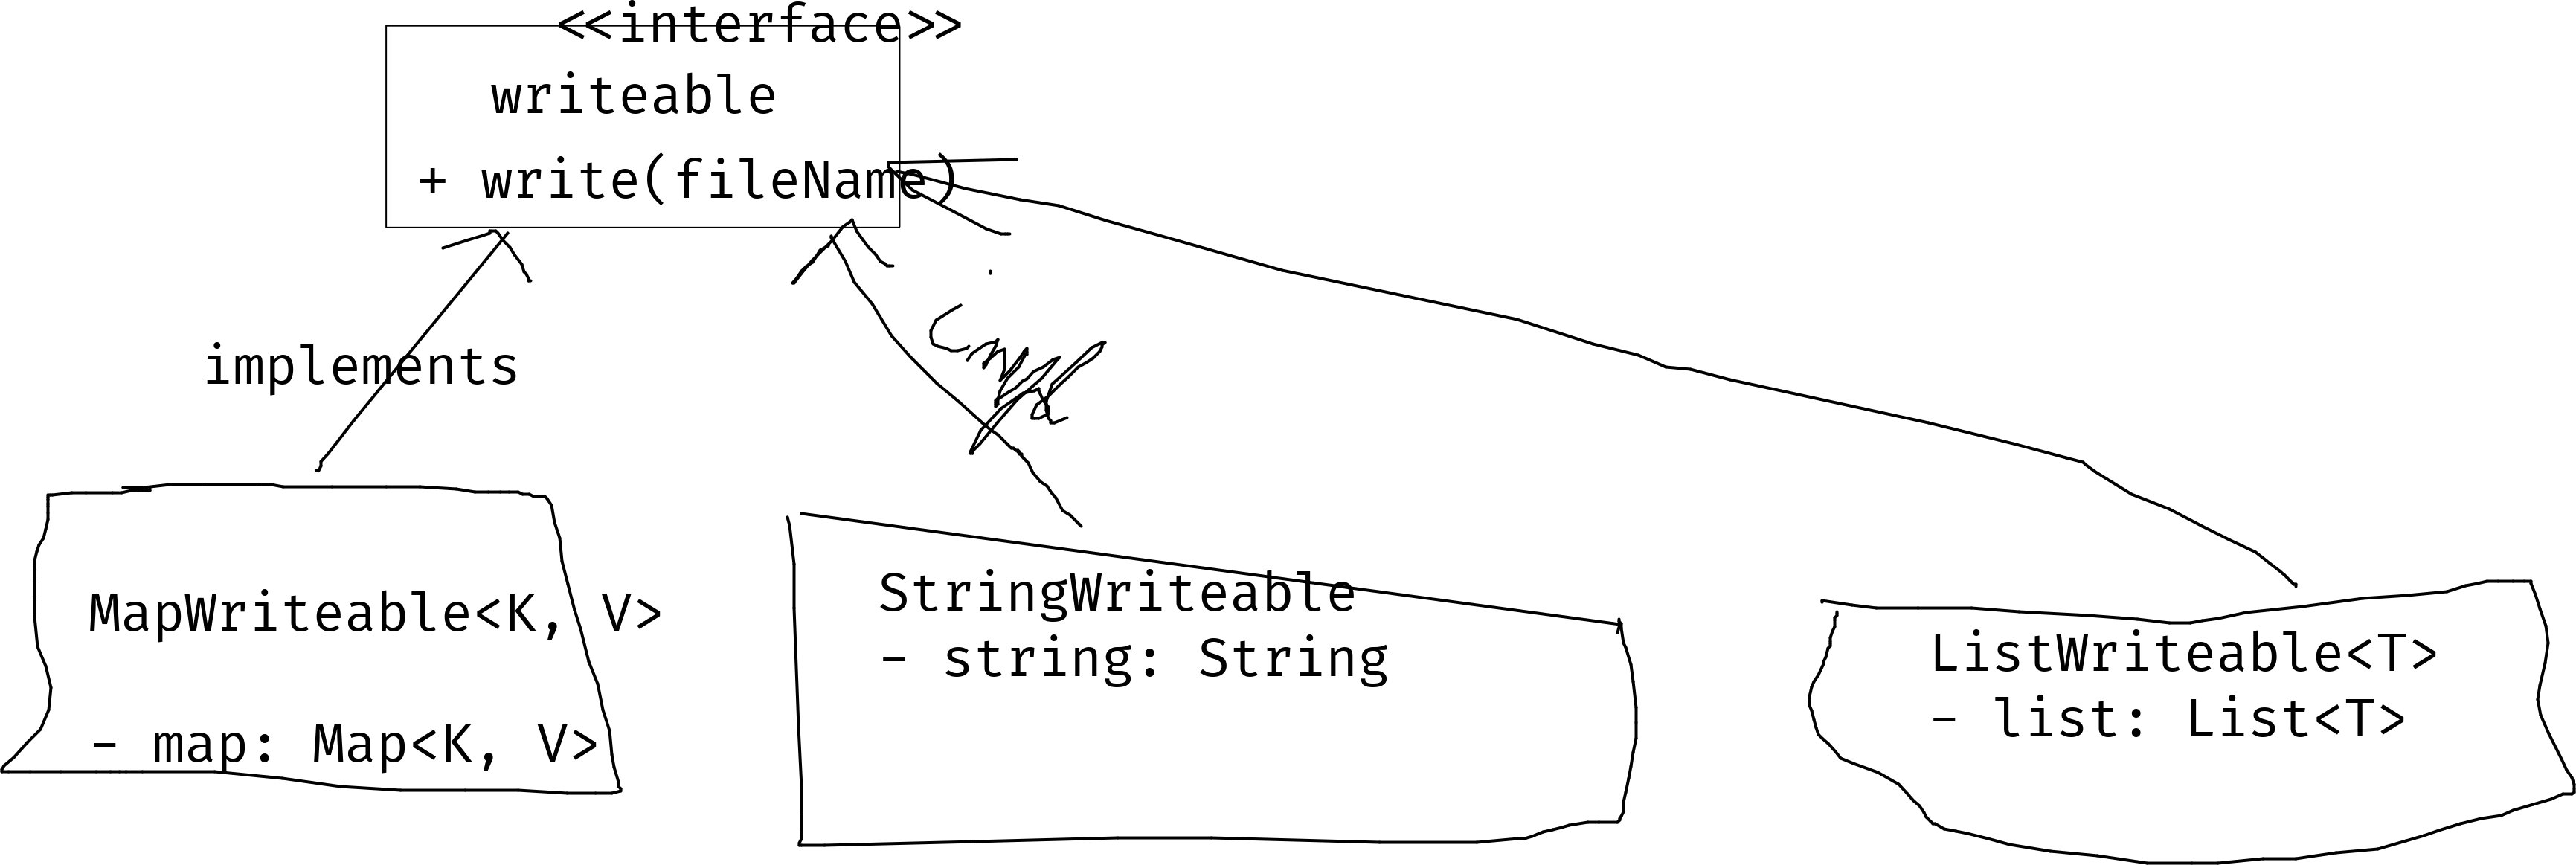 <<interface>>
writeable
+ write(fileName)
implements
MapWriteable<K, V>
- map: Map<K, V>
StringWriteable
- string: String
ListWriteable<T>
- list: List<T>